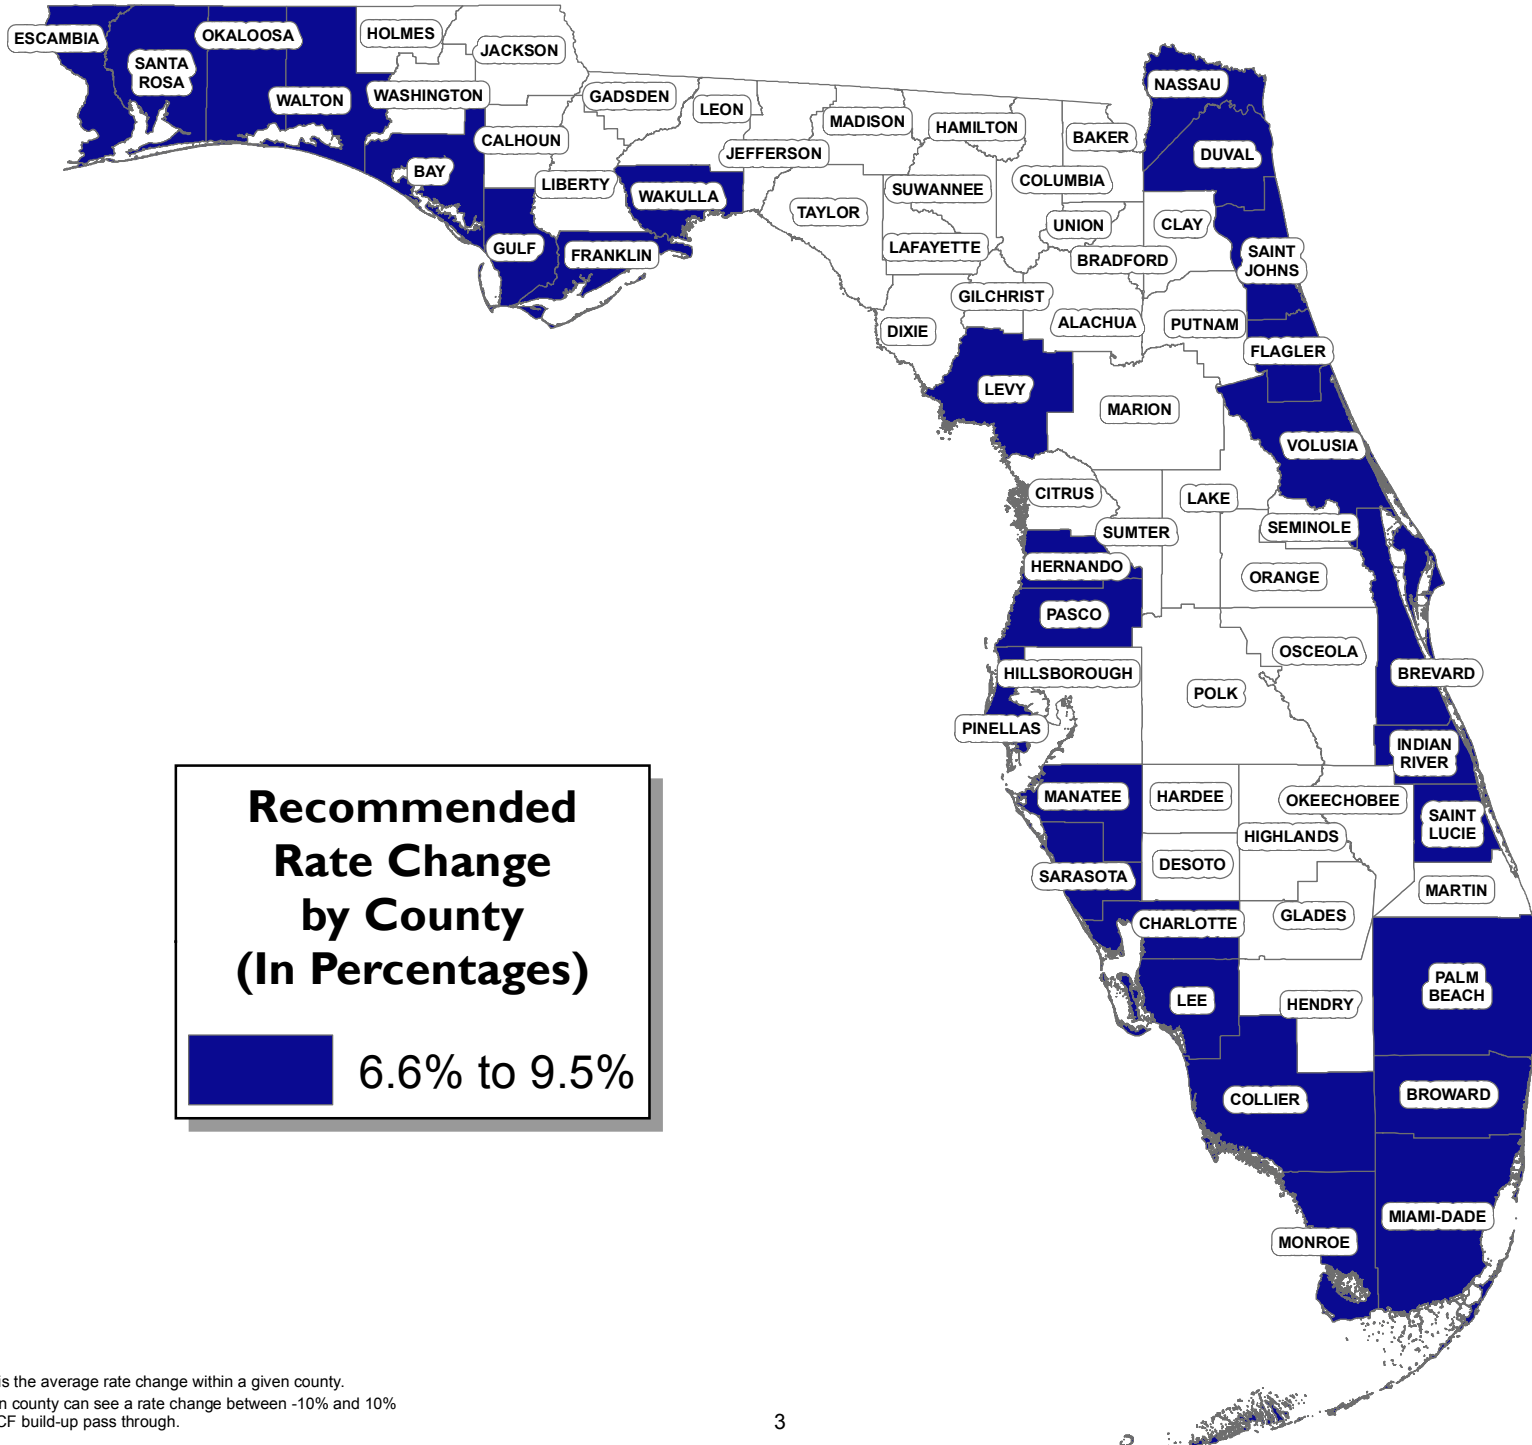 ESCAMBIA
SANTA
ROSA
OKALOOSA
WALTON
HOLMES
JACKSON
WASHINGTON
BAY
CALHOUN
GULF
GADSDEN
LIBERTY
FRANKLIN
LEON
WAKULLA
JEFFERSON
MADISON
TAYLOR
HAMILTON
SUWANNEE
LAFAYETTE
DIXIE
COLUMBIA
GILCHRIST
BAKER
UNION
BRADFORD
ALACHUA
NASSAU
DUVAL
CLAY
SAINT
JOHNS
PUTNAM
FLAGLER
LEVY
MARION
VOLUSIA
CITRUS
SUMTER
LAKE
SEMINOLE
HERNANDO
ORANGE
PASCO
OSCEOLA
HILLSBOROUGH
POLK
BREVARD
PINELLAS
INDIAN
RIVER
MANATEE
HARDEE
OKEECHOBEE
SAINT
LUCIE
HIGHLANDS
DESOTO
SARASOTA
MARTIN
CHARLOTTE
GLADES
LEE
HENDRY
PALM
BEACH
COLLIER
BROWARD
MIAMI-DADE
MONROE
Recommended
Rate Change
by County
(In Percentages)
6.6% to 9.5%
is the average rate change within a given county.
n county can see a rate change between -10% and 10%
CF build-up pass through.
3